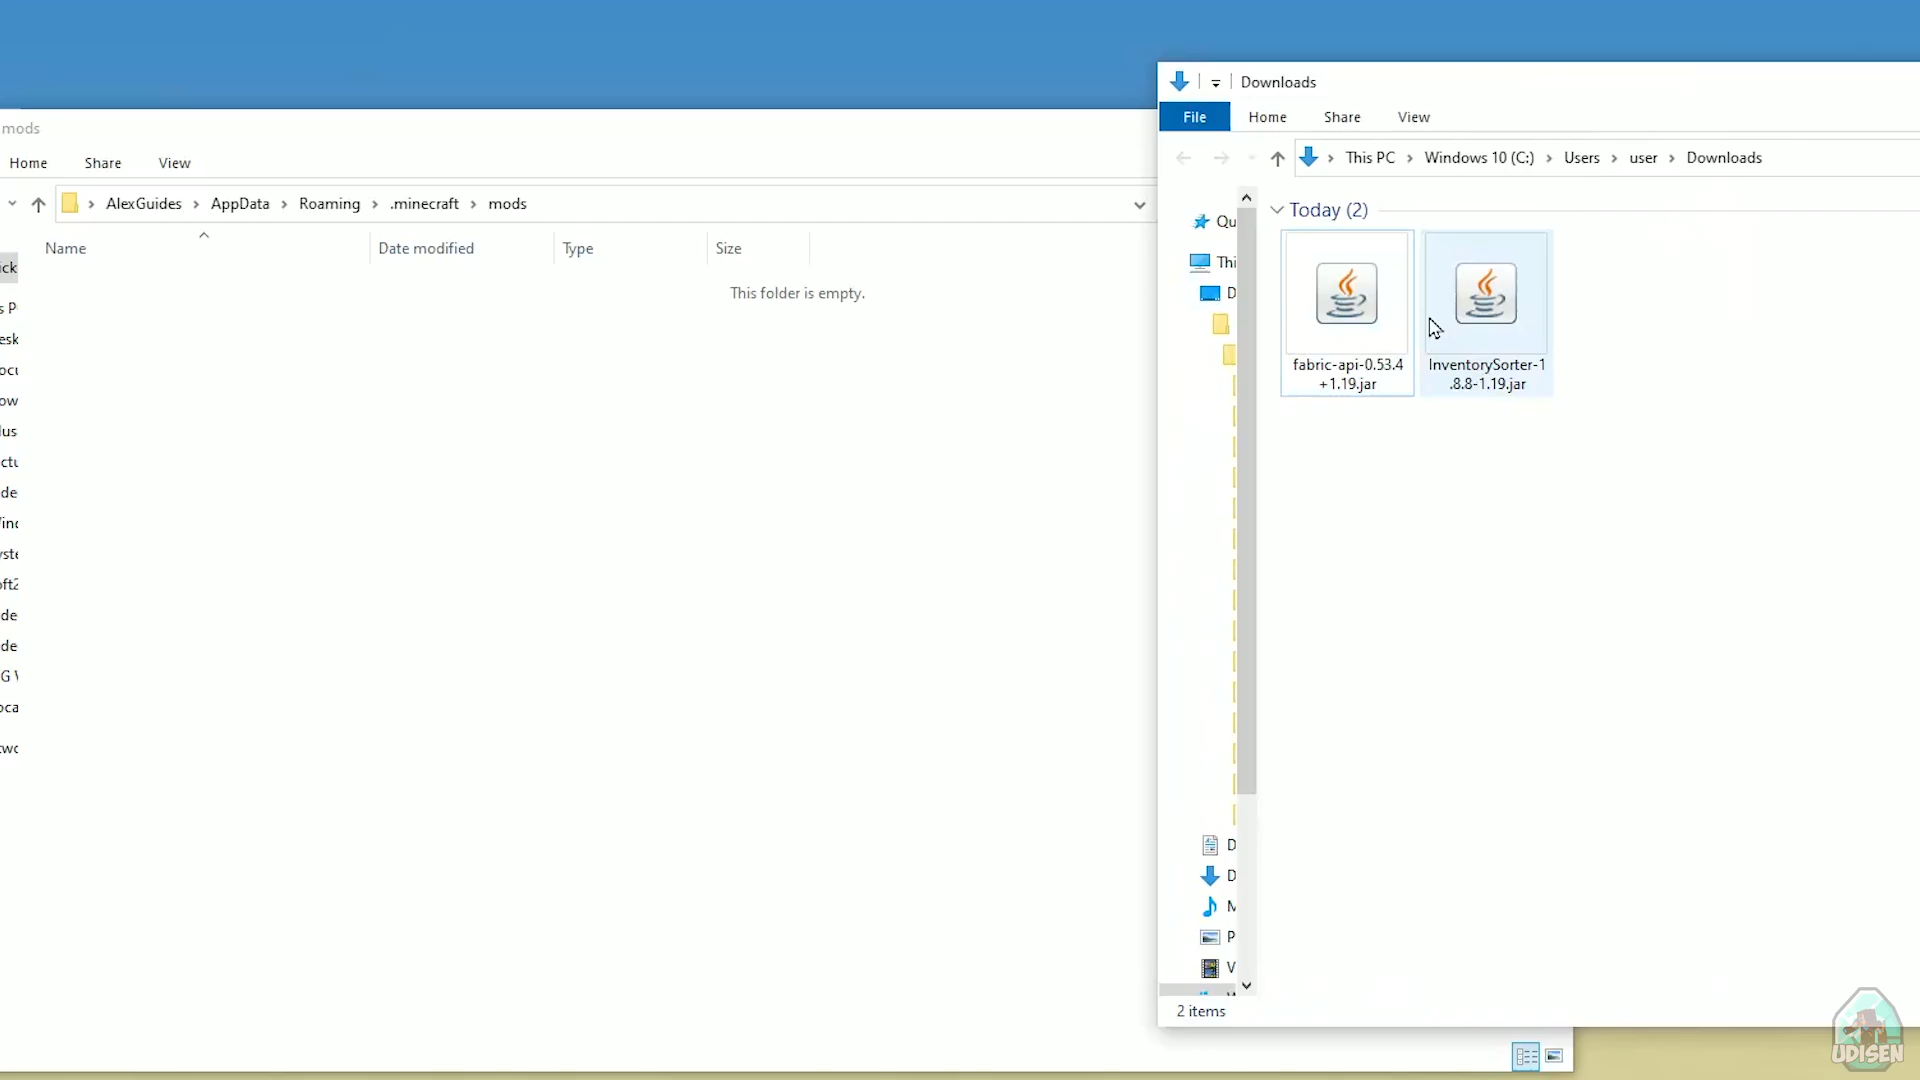 mods
Home Share View
AlexGuides AppData Roaming .minecraft mods
Name Date modified Type Size
This folder is empty.
Downloads
File Home Share View
This PC Windows 10 (C:) Users user Downloads
Today (2)
fabric-api-0.53.4
+1.19.jar
InventorySorter-1
.8.8-1.19.jar
Qu
Thi
D
D
D
M
P
V
2 items
UDISEN